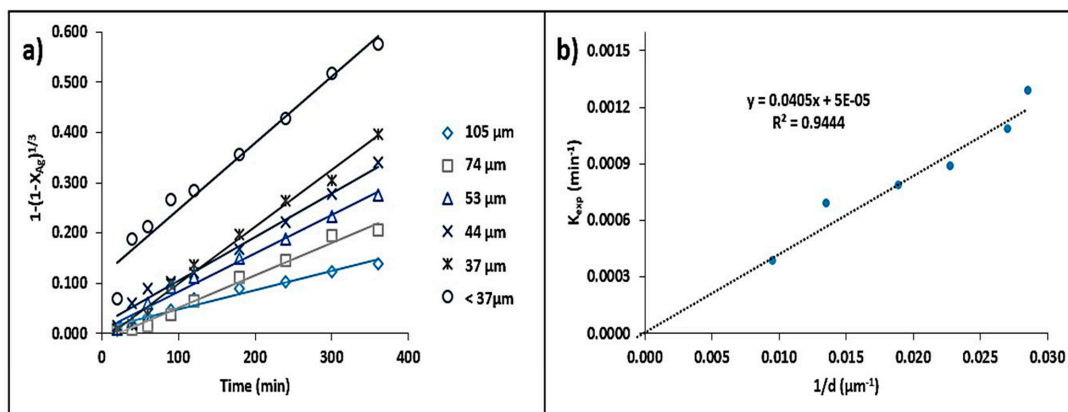 a)
1-(1-X_Ag)^1/3
0.600
0.500
0.400
0.300
0.200
0.100
0.000
0 100 200 300 400
Time (min)
105 µm
74 µm
53 µm
44 µm
37 µm
< 37µm
b)
K_exp (min^-1)
0.0015
0.0012
0.0009
0.0006
0.0003
0.0000
y = 0.0405x + 5E-05
R² = 0.9444
0.000 0.005 0.010 0.015 0.020 0.025 0.030
1/d (µm^-1)